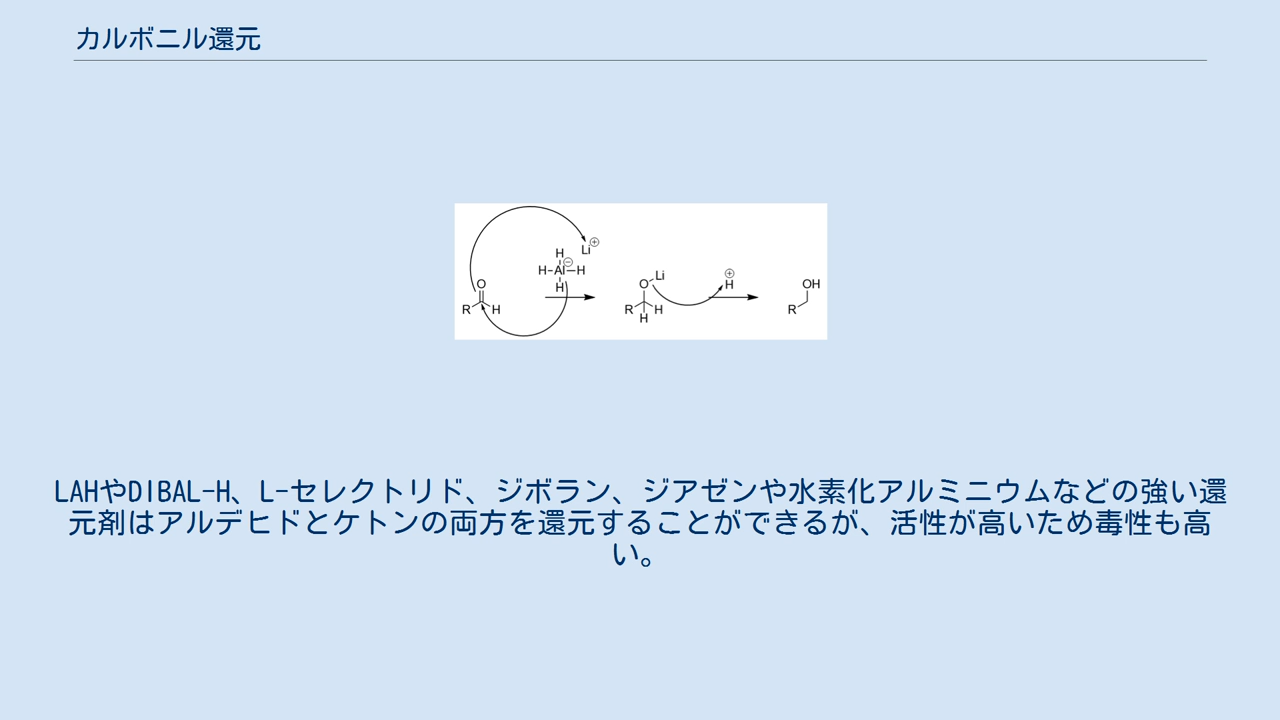 カルボニル還元
H
Li⊕
⊖
H-Al-H
H
O
R
H
O
Li
R
H
H
⊕
H
OH
R
LAHやDIBAL-H、L-セレクトリド、ジボラン、ジアゼンや水素化アルミニウムなどの強い還
元剤はアルデヒドとケトンの両方を還元することができるが、活性が高いため毒性も高
い。